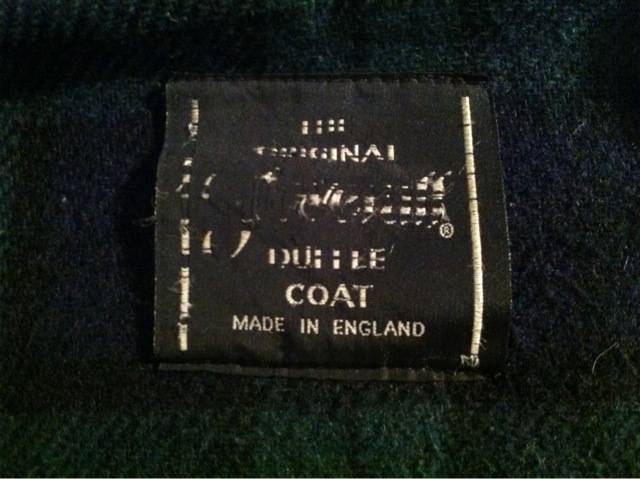 THE
ORIGINAL
®
DUFFLE
COAT
MADE IN ENGLAND